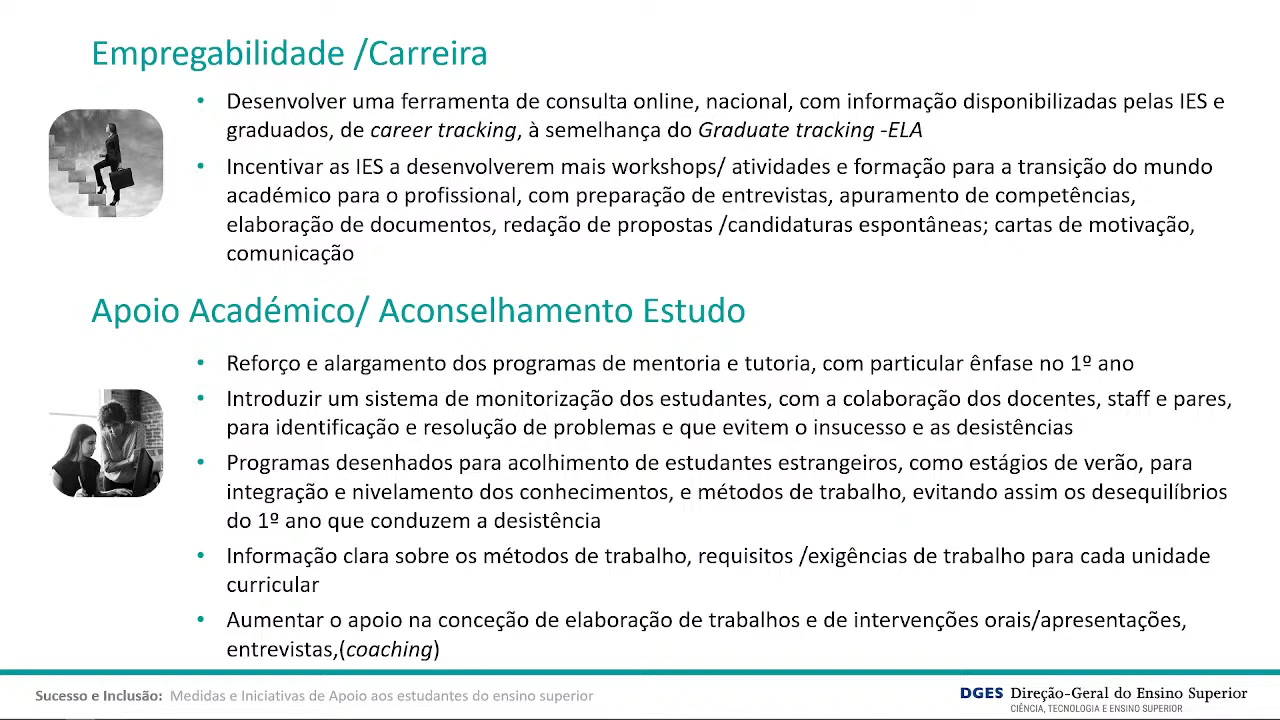 Empregabilidade /Carreira
• Desenvolver uma ferramenta de consulta online, nacional, com informação disponibilizadas pelas IES e
graduados, de career tracking, à semelhança do Graduate tracking -ELA
• Incentivar as IES a desenvolverem mais workshops/ atividades e formação para a transição do mundo
académico para o profissional, com preparação de entrevistas, apuramento de competências,
elaboração de documentos, redação de propostas /candidaturas espontâneas; cartas de motivação,
comunicação
Apoio Académico/ Aconselhamento Estudo
• Reforço e alargamento dos programas de mentoria e tutoria, com particular ênfase no 1º ano
• Introduzir um sistema de monitorização dos estudantes, com a colaboração dos docentes, staff e pares,
para identificação e resolução de problemas e que evitem o insucesso e as desistências
• Programas desenhados para acolhimento de estudantes estrangeiros, como estágios de verão, para
integração e nivelamento dos conhecimentos, e métodos de trabalho, evitando assim os desequilíbrios
do 1º ano que conduzem a desistência
• Informação clara sobre os métodos de trabalho, requisitos /exigências de trabalho para cada unidade
curricular
• Aumentar o apoio na conceção de elaboração de trabalhos e de intervenções orais/apresentações,
entrevistas,(coaching)
Sucesso e Inclusão: Medidas e Iniciativas de Apoio aos estudantes do ensino superior
DGES Direção-Geral do Ensino Superior
CIÊNCIA, TECNOLOGIA E ENSINO SUPERIOR